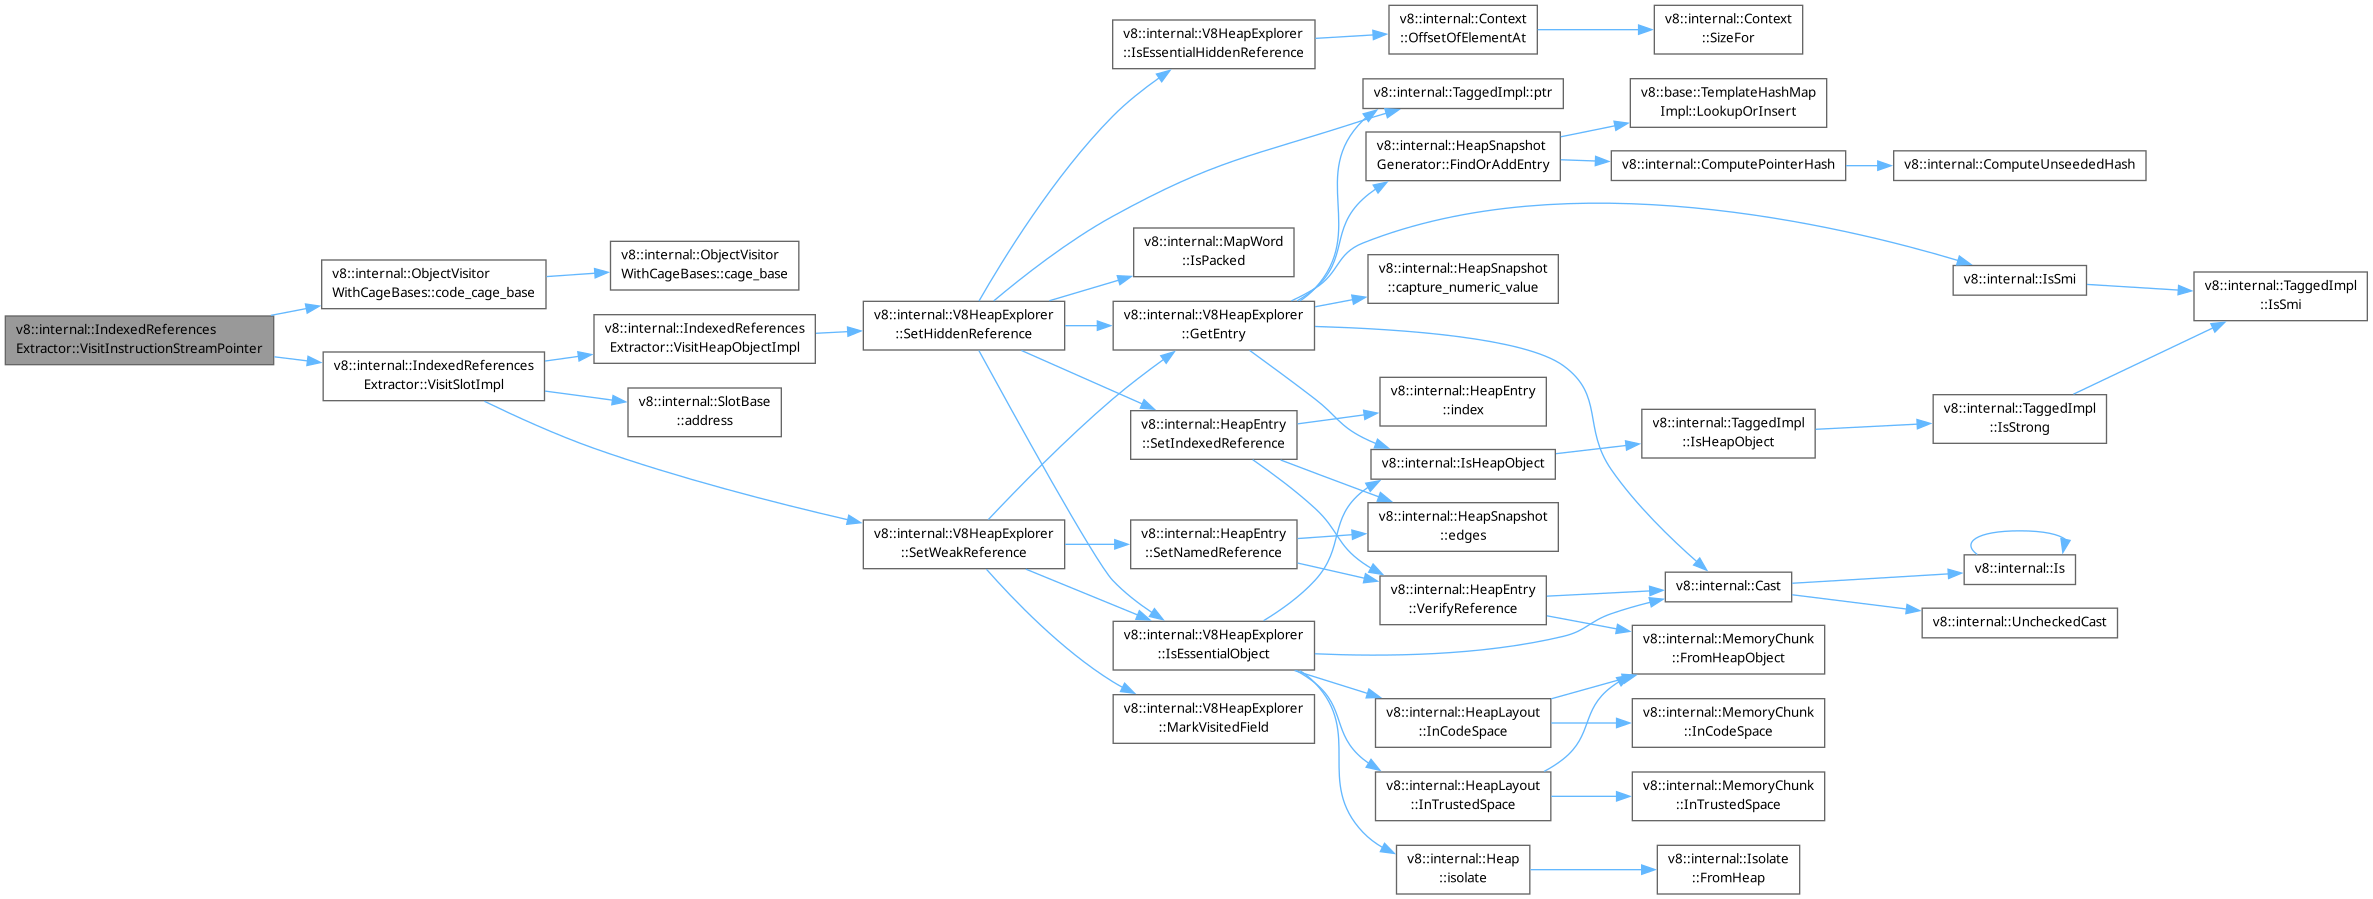 v8::internal::IndexedReferences
Extractor::VisitInstructionStreamPointer
v8::internal::ObjectVisitor
WithCageBases::code_cage_base
v8::internal::ObjectVisitor
WithCageBases::cage_base
v8::internal::IndexedReferences
Extractor::VisitSlotImpl
v8::internal::IndexedReferences
Extractor::VisitHeapObjectImpl
v8::internal::SlotBase
::address
v8::internal::V8HeapExplorer
::SetHiddenReference
v8::internal::V8HeapExplorer
::SetWeakReference
v8::internal::V8HeapExplorer
::IsEssentialHiddenReference
v8::internal::Context
::OffsetOfElementAt
v8::internal::Context
::SizeFor
v8::internal::TaggedImpl::ptr
v8::internal::HeapSnapshot
Generator::FindOrAddEntry
v8::base::TemplateHashMap
Impl::LookupOrInsert
v8::internal::ComputePointerHash
v8::internal::ComputeUnseededHash
v8::internal::MapWord
::IsPacked
v8::internal::V8HeapExplorer
::GetEntry
v8::internal::HeapSnapshot
::capture_numeric_value
v8::internal::IsSmi
v8::internal::TaggedImpl
::IsSmi
v8::internal::HeapEntry
::SetIndexedReference
v8::internal::HeapEntry
::index
v8::internal::IsHeapObject
v8::internal::TaggedImpl
::IsHeapObject
v8::internal::TaggedImpl
::IsStrong
v8::internal::HeapSnapshot
::edges
v8::internal::HeapEntry
::SetNamedReference
v8::internal::HeapEntry
::VerifyReference
v8::internal::Cast
v8::internal::Is
v8::internal::UncheckedCast
v8::internal::V8HeapExplorer
::IsEssentialObject
v8::internal::V8HeapExplorer
::MarkVisitedField
v8::internal::MemoryChunk
::FromHeapObject
v8::internal::HeapLayout
::InCodeSpace
v8::internal::MemoryChunk
::InCodeSpace
v8::internal::HeapLayout
::InTrustedSpace
v8::internal::MemoryChunk
::InTrustedSpace
v8::internal::Heap
::isolate
v8::internal::Isolate
::FromHeap